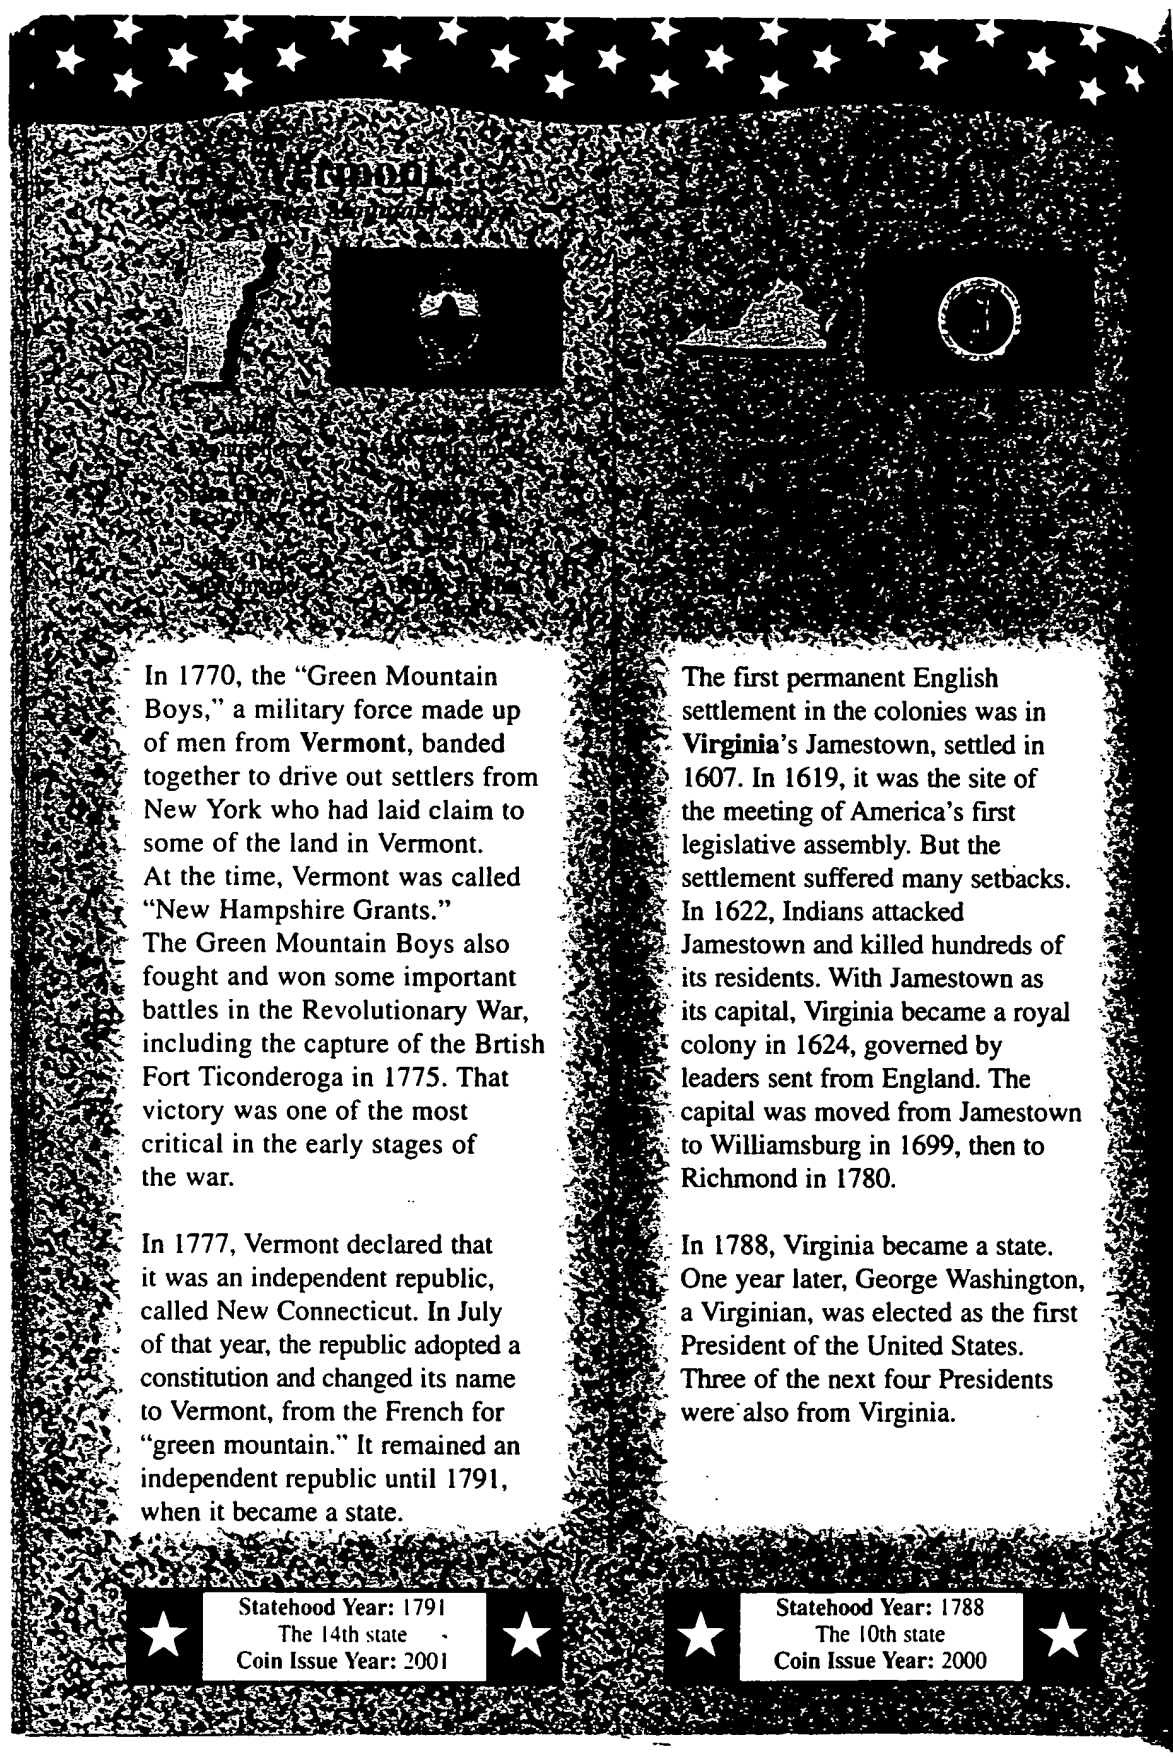 Vermont
In 1770, the “Green Mountain
Boys,” a military force made up
of men from Vermont, banded
together to drive out settlers from
New York who had laid claim to
some of the land in Vermont.
At the time, Vermont was called
“New Hampshire Grants.”
The Green Mountain Boys also
fought and won some important
battles in the Revolutionary War,
including the capture of the Brtish
Fort Ticonderoga in 1775. That
victory was one of the most
critical in the early stages of
the war.
In 1777, Vermont declared that
it was an independent republic,
called New Connecticut. In July
of that year, the republic adopted a
constitution and changed its name
to Vermont, from the French for
“green mountain.” It remained an
independent republic until 1791,
when it became a state.
Statehood Year: 1791
The 14th state
Coin Issue Year: 2001
The first permanent English
settlement in the colonies was in
Virginia's Jamestown, settled in
1607. In 1619, it was the site of
the meeting of America's first
legislative assembly. But the
settlement suffered many setbacks.
In 1622, Indians attacked
Jamestown and killed hundreds of
its residents. With Jamestown as
its capital, Virginia became a royal
colony in 1624, governed by
leaders sent from England. The
capital was moved from Jamestown
to Williamsburg in 1699, then to
Richmond in 1780.
In 1788, Virginia became a state.
One year later, George Washington,
a Virginian, was elected as the first
President of the United States.
Three of the next four Presidents
were also from Virginia.
Statehood Year: 1788
The 10th state
Coin Issue Year: 2000